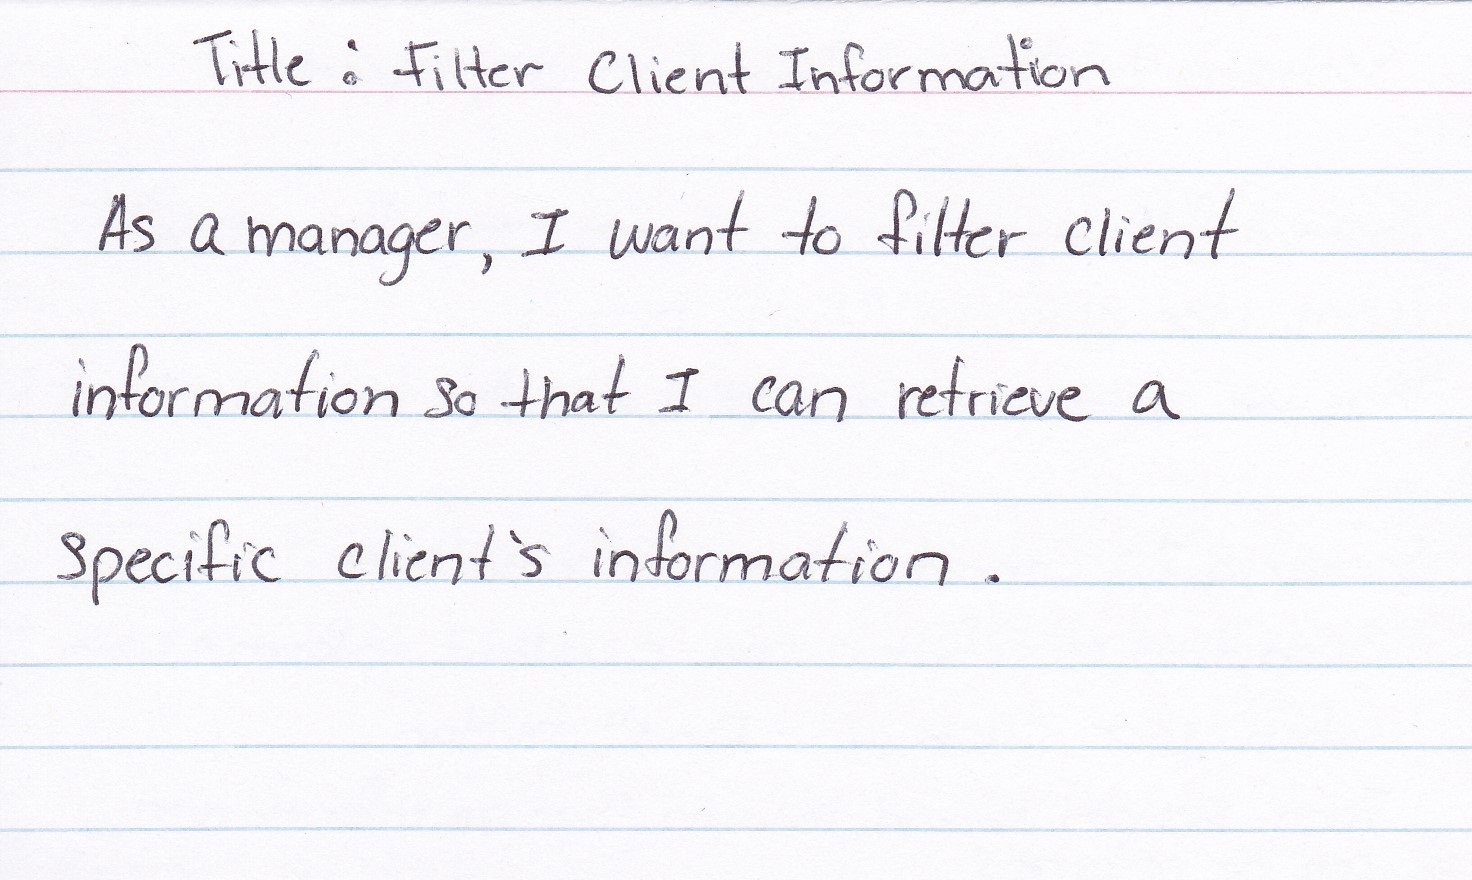 Title: Filter Client Information
As a manager, I want to filter client
information so that I can retrieve a
specific client's information.